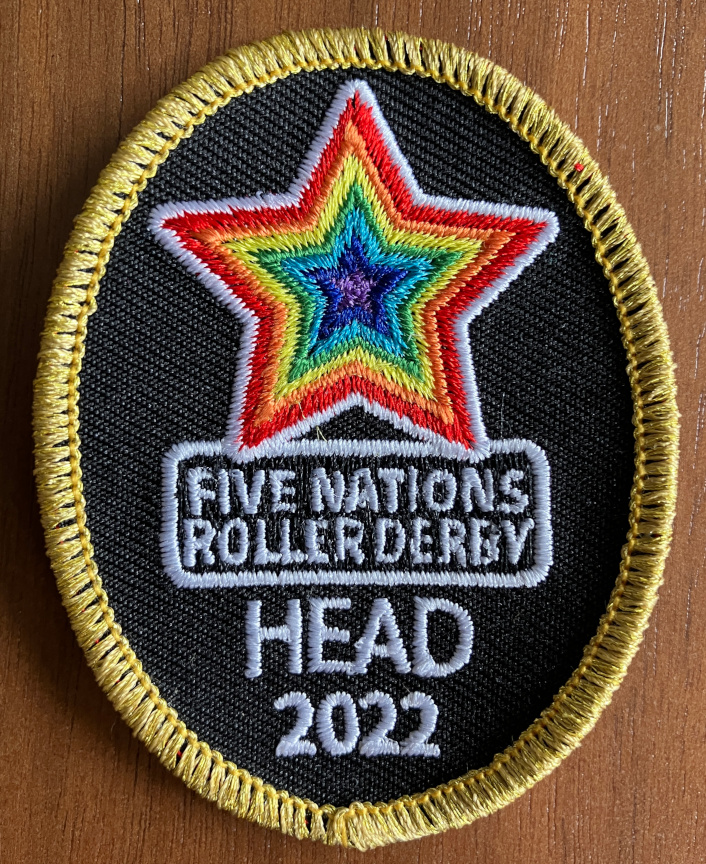 FIVE NATIONS
ROLLER DERBY
HEAD
2022